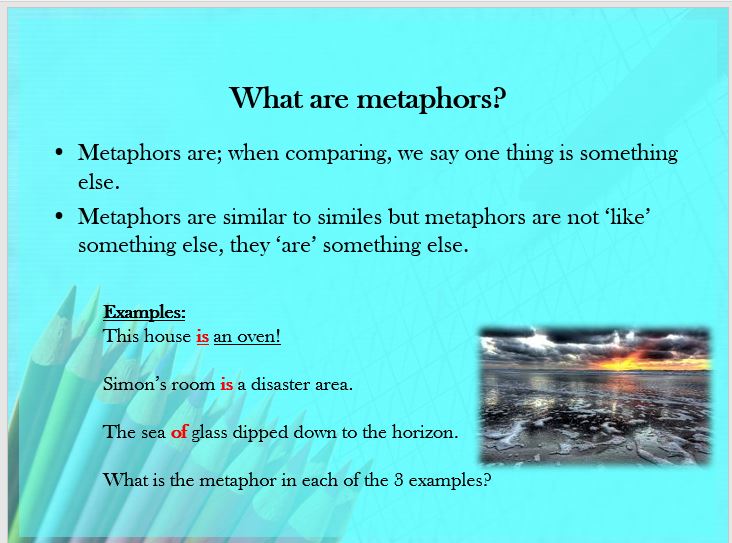 What are metaphors?
• Metaphors are; when comparing, we say one thing is something
else.
• Metaphors are similar to similes but metaphors are not ‘like’
something else, they ‘are’ something else.
Examples:
This house is an oven!
Simon’s room is a disaster area.
The sea of glass dipped down to the horizon.
What is the metaphor in each of the 3 examples?